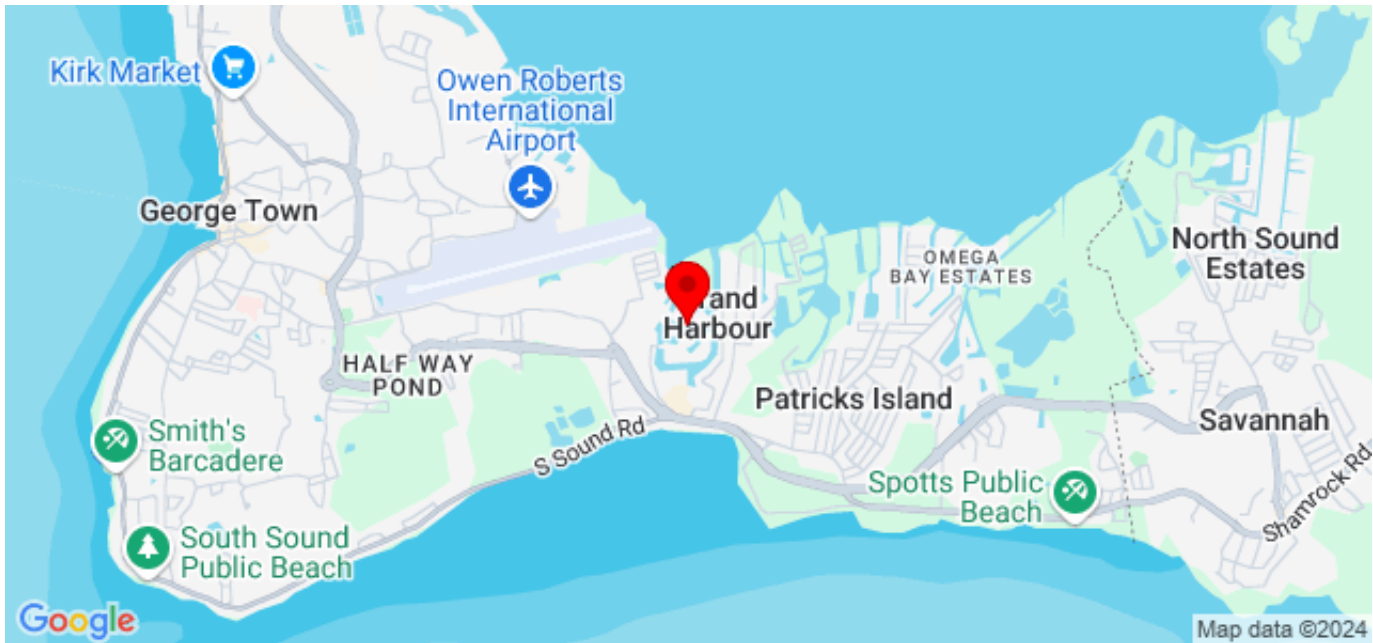 Kirk Market
Owen Roberts
International
Airport
George Town
OMEGA
BAY ESTATES
North Sound
Estates
rand
Harbour
HALF WAY
POND
Patricks Island
Savannah
Smith's
Barcadere
S Sound Rd
Spotts Public
Beach
Shamrock Rd
South Sound
Public Beach
Google
Map data ©2024